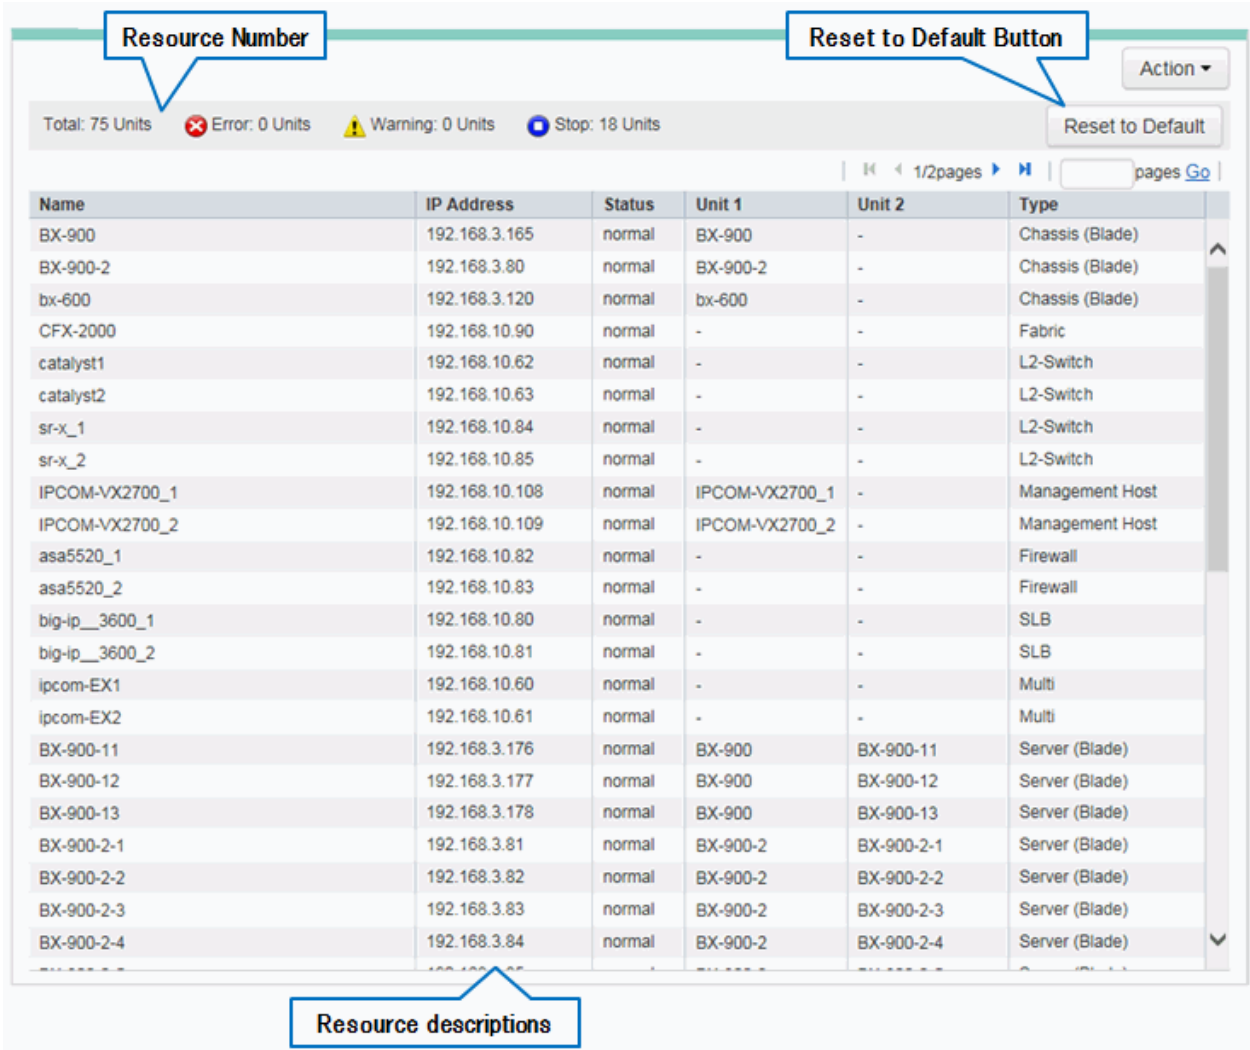 Resource Number
Reset to Default Button
Action
Total: 75 Units Error: 0 Units Warning: 0 Units Stop: 18 Units Reset to Default
1/2pages pages Go
Name IP Address Status Unit 1 Unit 2 Type
BX-900 192.168.3.165 normal BX-900 - Chassis (Blade)
BX-900-2 192.168.3.80 normal BX-900-2 - Chassis (Blade)
bx-600 192.168.3.120 normal bx-600 - Chassis (Blade)
CFX-2000 192.168.10.90 normal - - Fabric
catalyst1 192.168.10.62 normal - - L2-Switch
catalyst2 192.168.10.63 normal - - L2-Switch
sr-x_1 192.168.10.84 normal - - L2-Switch
sr-x_2 192.168.10.85 normal - - L2-Switch
IPCOM-VX2700_1 192.168.10.108 normal IPCOM-VX2700_1 - Management Host
IPCOM-VX2700_2 192.168.10.109 normal IPCOM-VX2700_2 - Management Host
asa5520_1 192.168.10.82 normal - - Firewall
asa5520_2 192.168.10.83 normal - - Firewall
big-ip__3600_1 192.168.10.80 normal - - SLB
big-ip__3600_2 192.168.10.81 normal - - SLB
ipcom-EX1 192.168.10.60 normal - - Multi
ipcom-EX2 192.168.10.61 normal - - Multi
BX-900-11 192.168.3.176 normal BX-900 BX-900-11 Server (Blade)
BX-900-12 192.168.3.177 normal BX-900 BX-900-12 Server (Blade)
BX-900-13 192.168.3.178 normal BX-900 BX-900-13 Server (Blade)
BX-900-2-1 192.168.3.81 normal BX-900-2 BX-900-2-1 Server (Blade)
BX-900-2-2 192.168.3.82 normal BX-900-2 BX-900-2-2 Server (Blade)
BX-900-2-3 192.168.3.83 normal BX-900-2 BX-900-2-3 Server (Blade)
BX-900-2-4 192.168.3.84 normal BX-900-2 BX-900-2-4 Server (Blade)
Resource descriptions